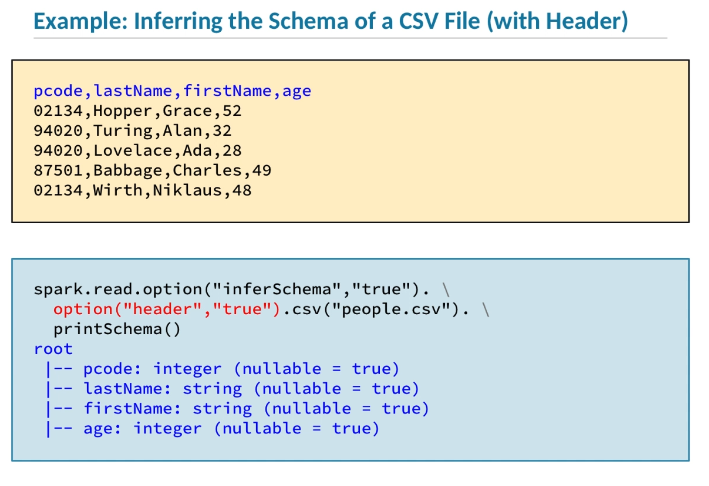 Example: Inferring the Schema of a CSV File (with Header)
pcode,lastName,firstName,age
02134,Hopper,Grace,52
94020,Turing,Alan,32
94020,Lovelace,Ada,28
87501,Babbage,Charles,49
02134,Wirth,Niklaus,48
spark.read.option("inferSchema","true"). \
  option("header","true").csv("people.csv"). \
  printSchema()
root
 |-- pcode: integer (nullable = true)
 |-- lastName: string (nullable = true)
 |-- firstName: string (nullable = true)
 |-- age: integer (nullable = true)